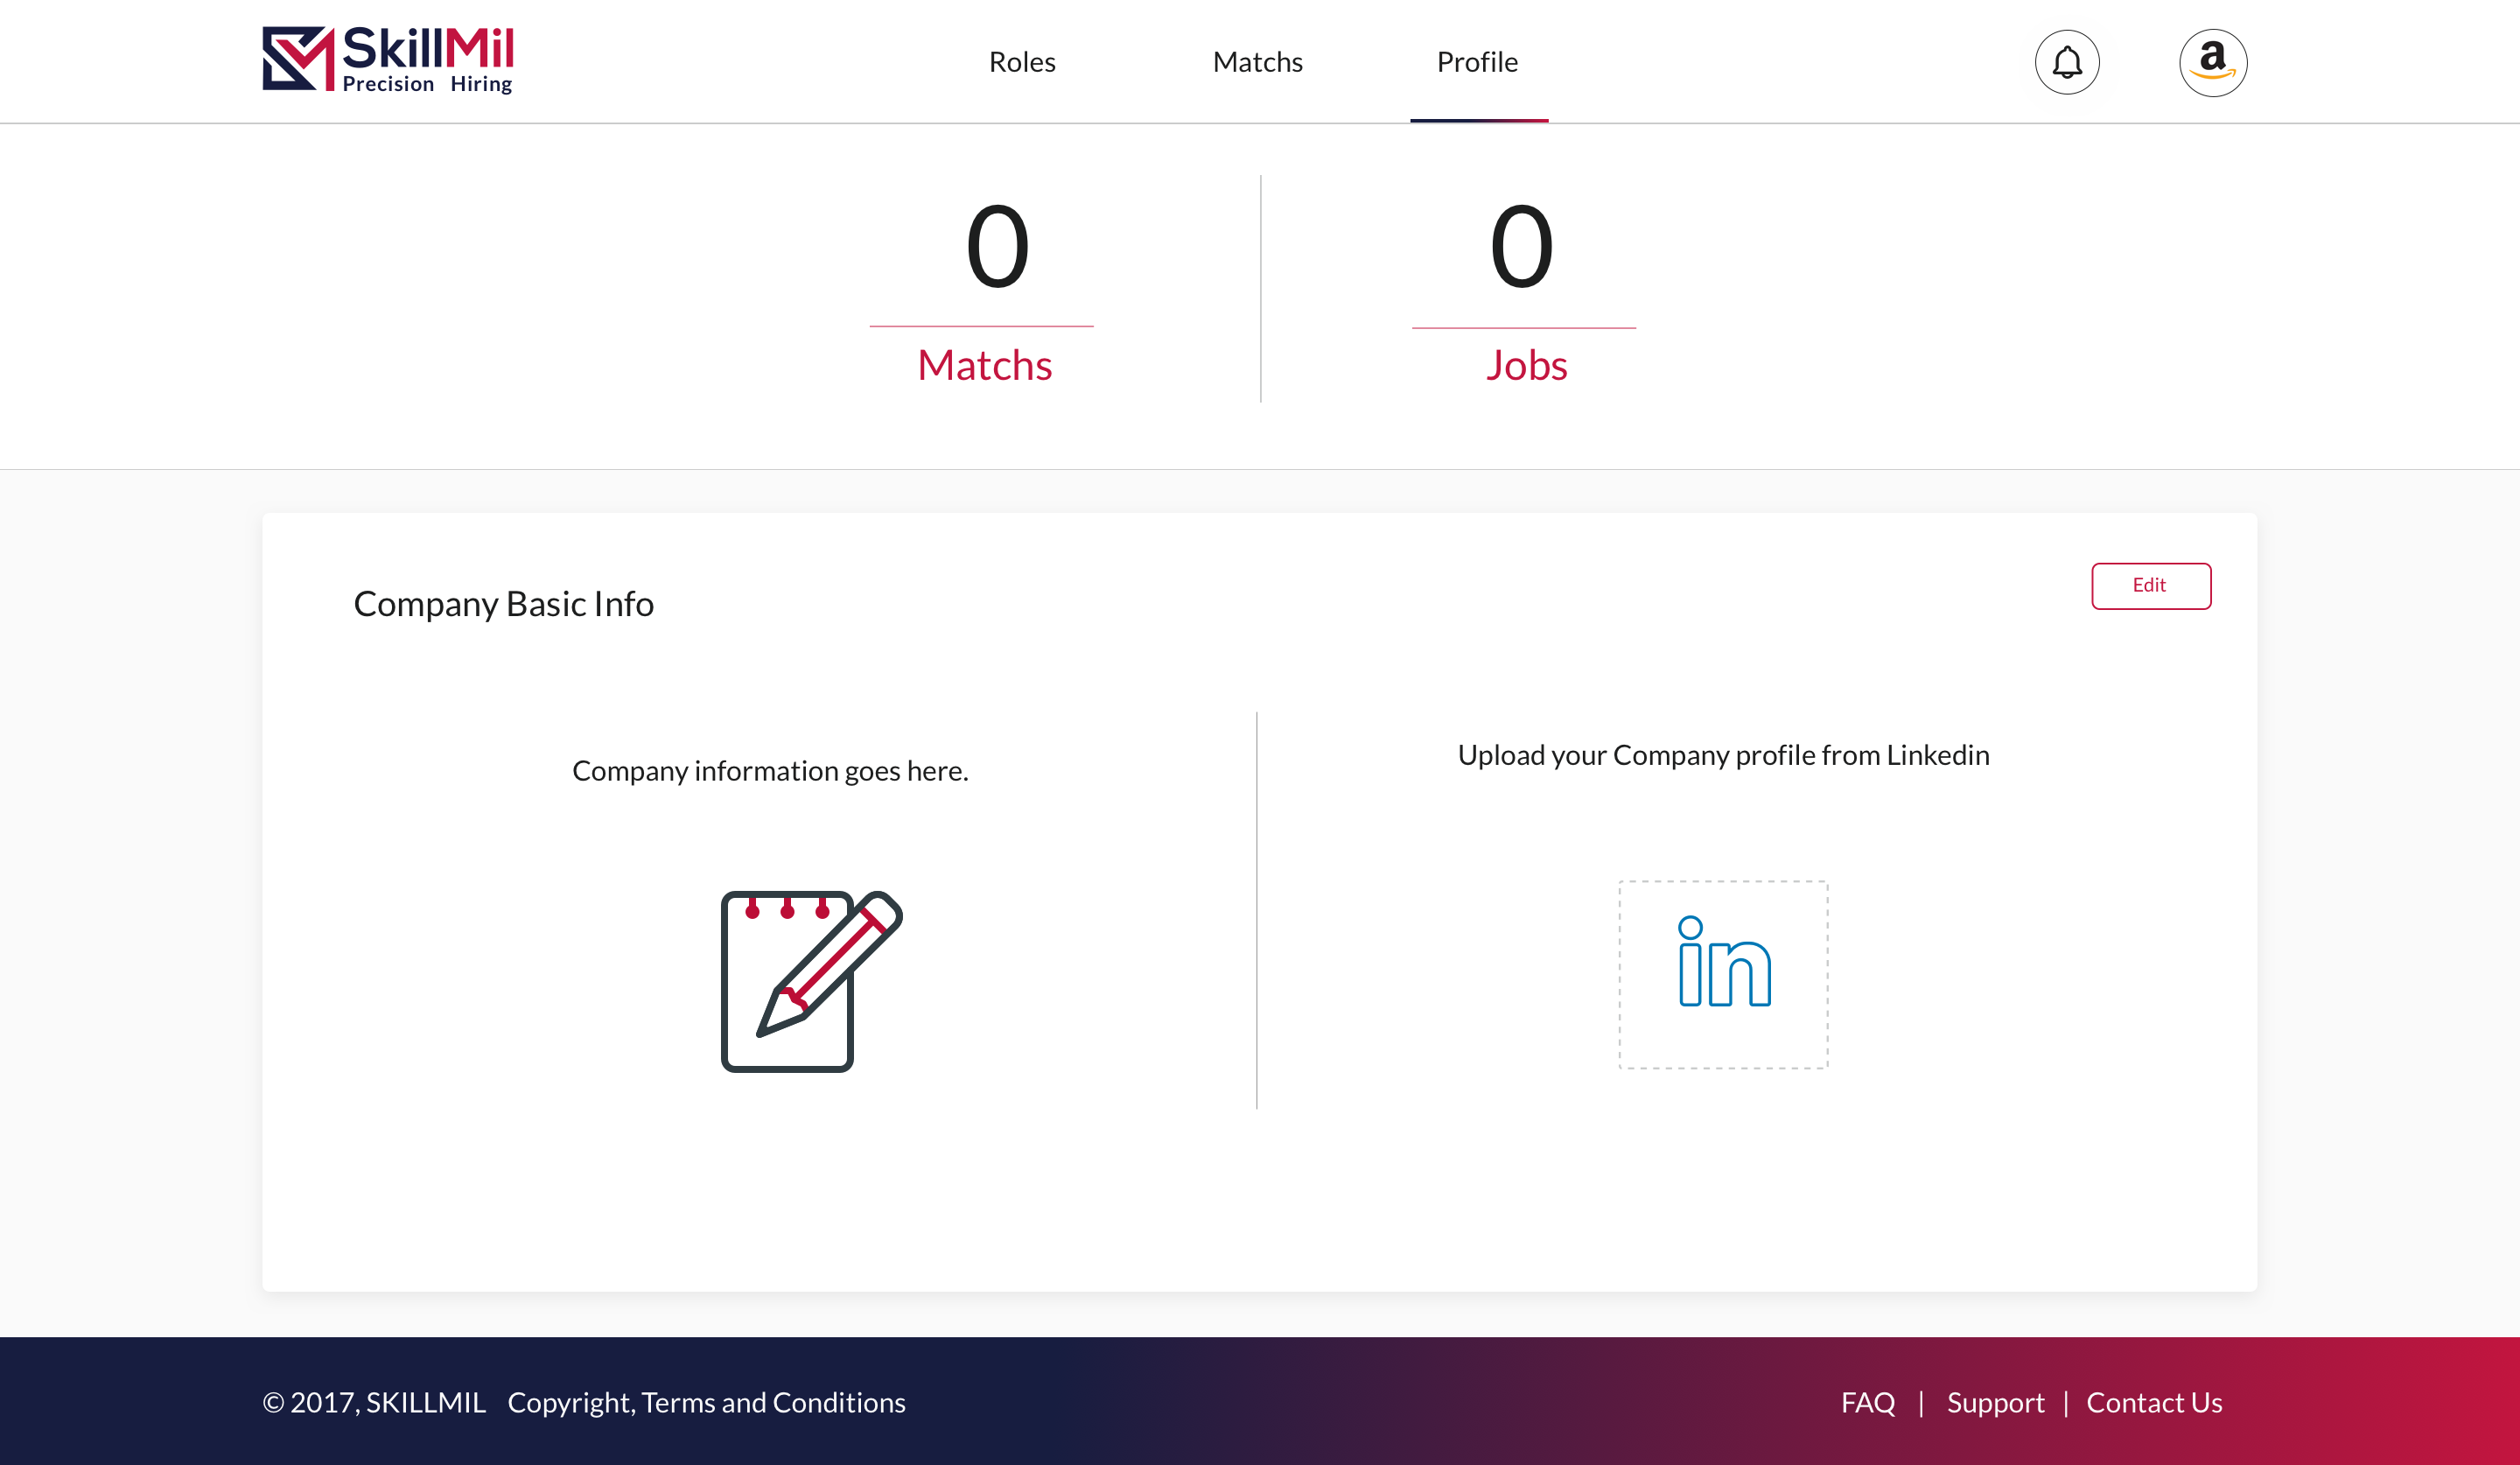 SkillMil
Precision Hiring
Roles Matchs Profile
a
0 0
Matchs Jobs
Company Basic Info
Edit
Company information goes here.
Upload your Company profile from Linkedin
in
© 2017, SKILLMIL Copyright, Terms and Conditions
FAQ | Support | Contact Us